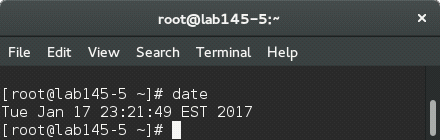 root@lab145-5:~ ×
File Edit View Search Terminal Help
[root@lab145-5 ~]# date
Tue Jan 17 23:21:49 EST 2017
[root@lab145-5 ~]#